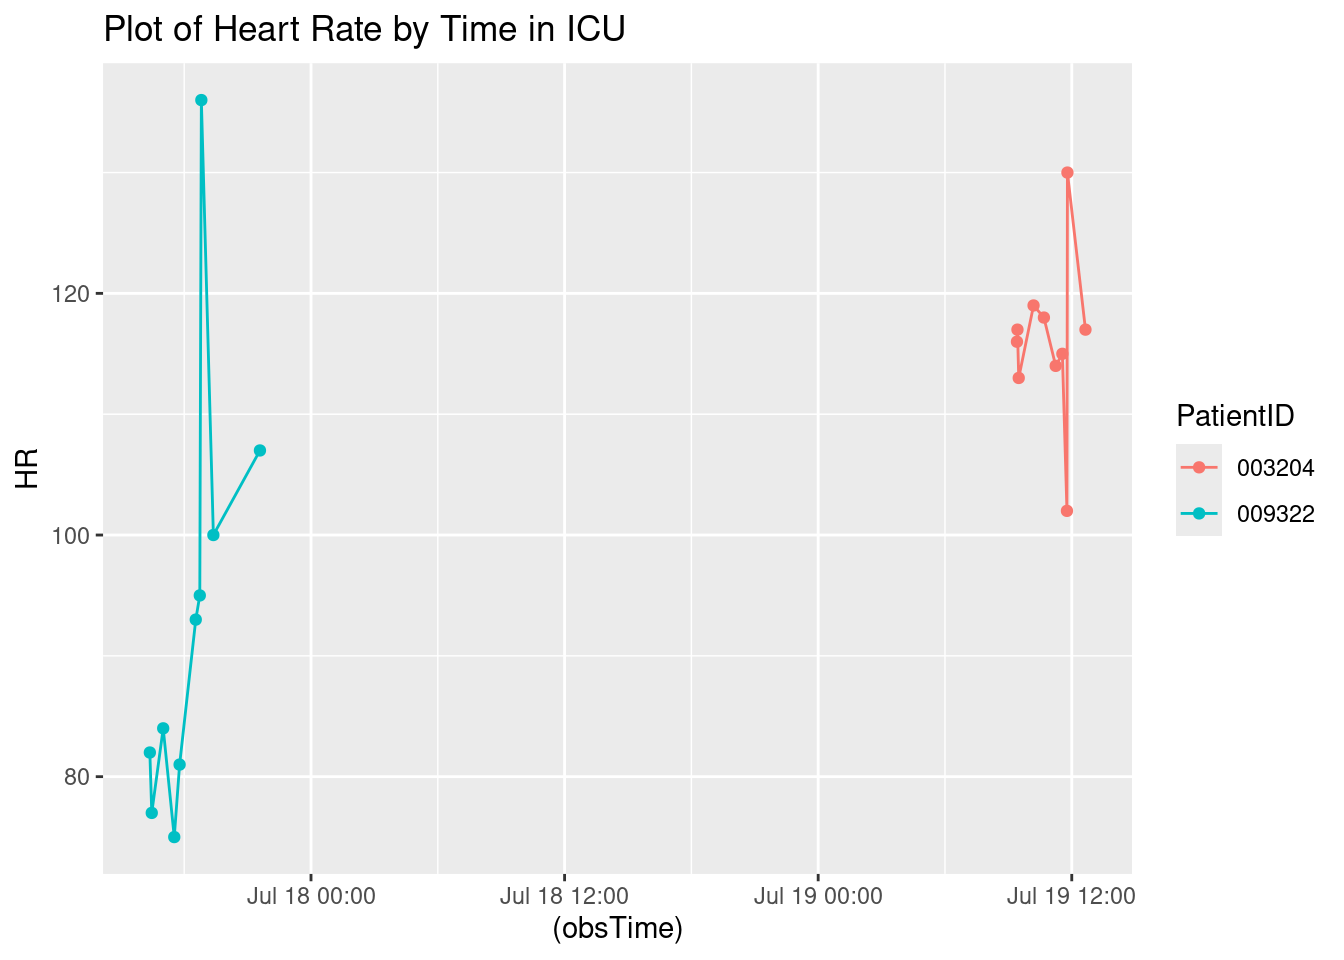 Plot of Heart Rate by Time in ICU
HR
120
100
80
Jul 18 00:00
Jul 18 12:00
Jul 19 00:00
Jul 19 12:00
(obsTime)
PatientID
003204
009322